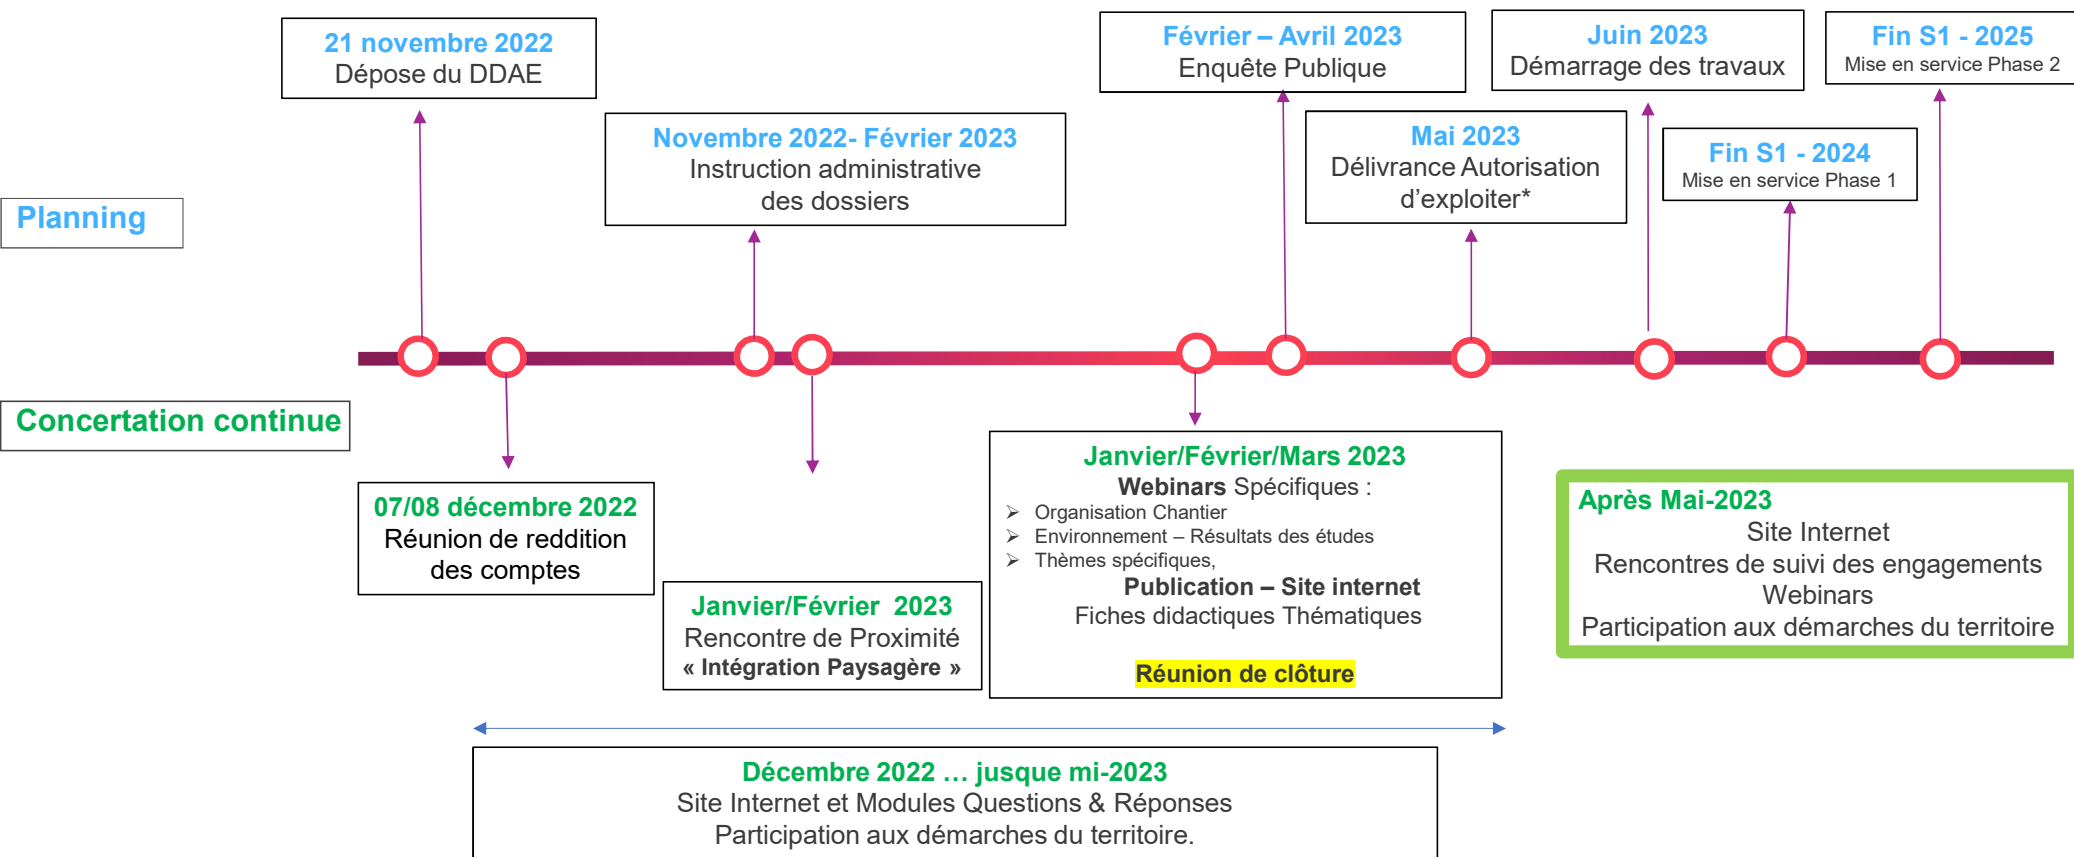 21 novembre 2022
Dépose du DDAE
Novembre 2022- Février 2023
Instruction administrative
des dossiers
Février – Avril 2023
Enquête Publique
Mai 2023
Délivrance Autorisation
d’exploiter*
Juin 2023
Démarrage des travaux
Fin S1 - 2024
Mise en service Phase 1
Fin S1 - 2025
Mise en service Phase 2
Planning
Concertation continue
07/08 décembre 2022
Réunion de reddition
des comptes
Janvier/Février 2023
Rencontre de Proximité
« Intégration Paysagère »
Janvier/Février/Mars 2023
Webinars Spécifiques :
➢ Organisation Chantier
➢ Environnement – Résultats des études
➢ Thèmes spécifiques,
Publication – Site internet
Fiches didactiques Thématiques
Réunion de clôture
Après Mai-2023
Site Internet
Rencontres de suivi des engagements
Webinars
Participation aux démarches du territoire
Décembre 2022 … jusque mi-2023
Site Internet et Modules Questions & Réponses
Participation aux démarches du territoire.